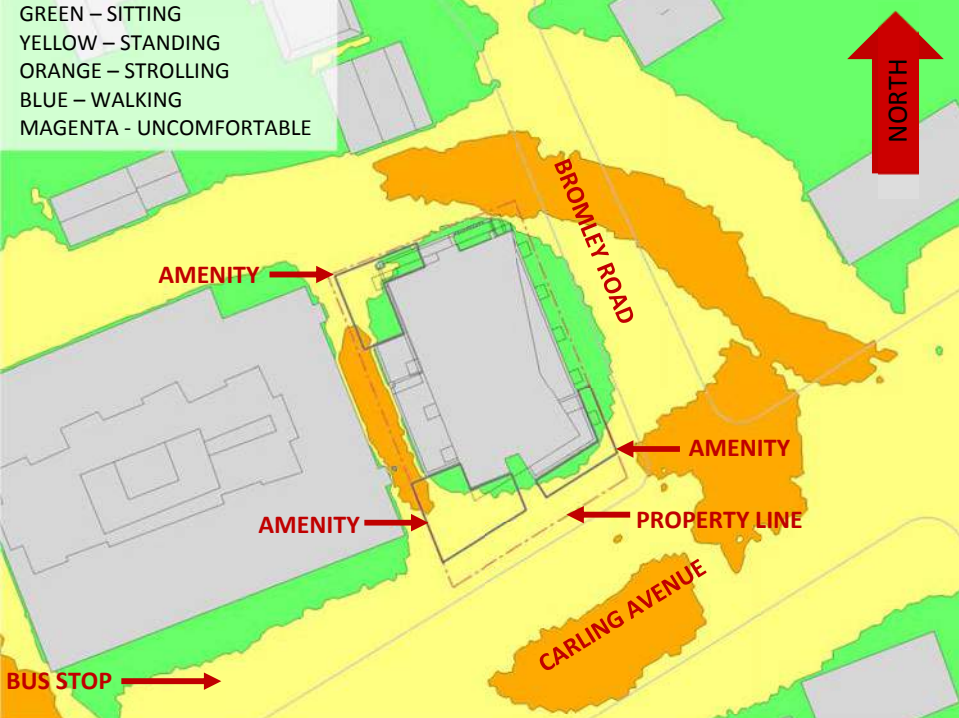 GREEN – SITTING
YELLOW – STANDING
ORANGE – STROLLING
BLUE – WALKING
MAGENTA - UNCOMFORTABLE
NORTH
BROMLEY ROAD
AMENITY
AMENITY
AMENITY
PROPERTY LINE
CARLING AVENUE
BUS STOP